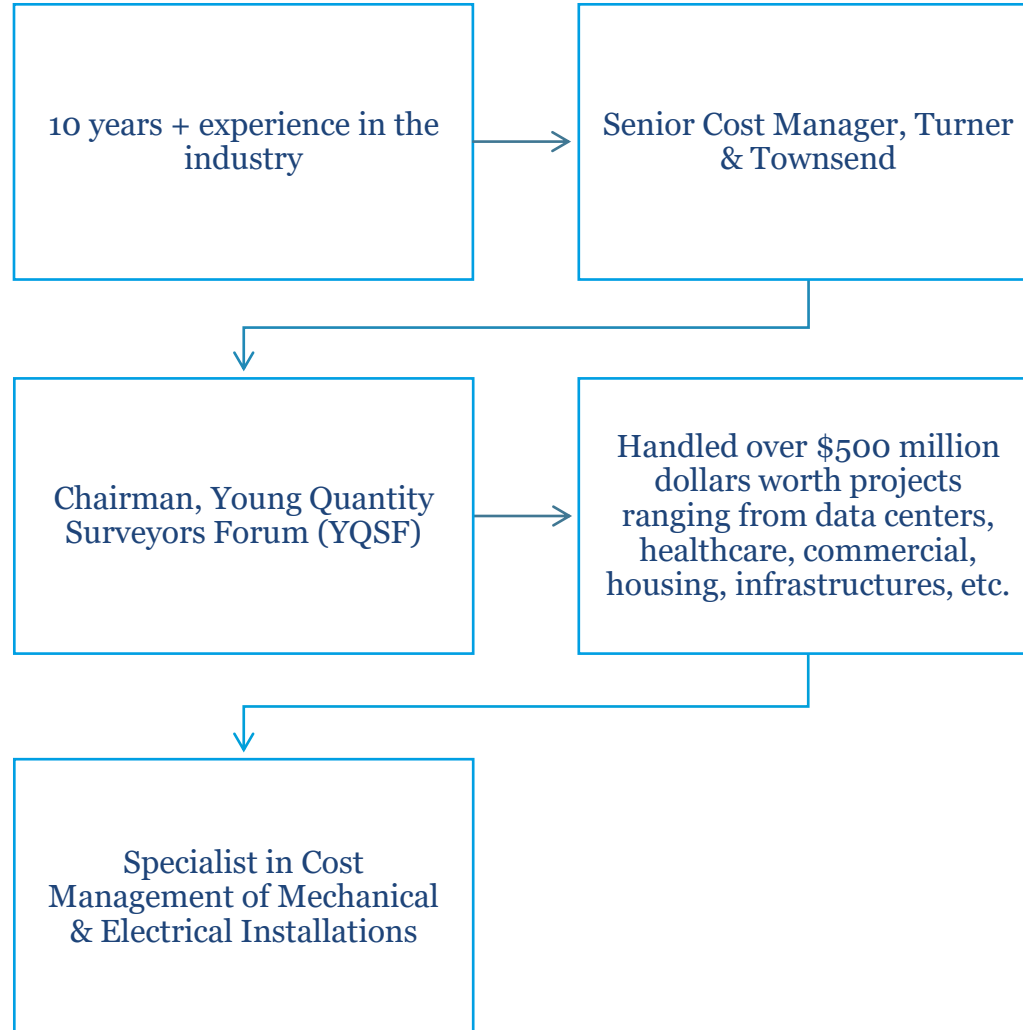 10 years + experience in the
industry
Senior Cost Manager, Turner
& Townsend
Chairman, Young Quantity
Surveyors Forum (YQSF)
Handled over $500 million
dollars worth projects
ranging from data centers,
healthcare, commercial,
housing, infrastructures, etc.
Specialist in Cost
Management of Mechanical
& Electrical Installations